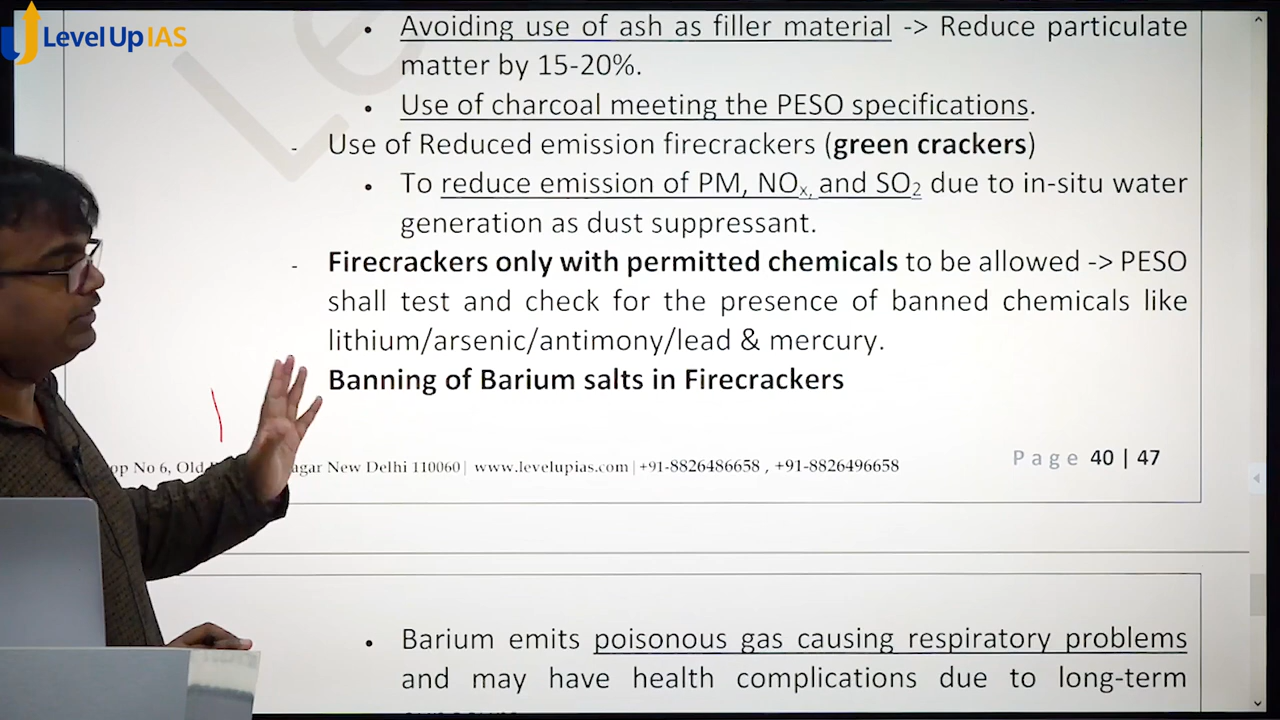 LevelUp IAS
• Avoiding use of ash as filler material -> Reduce particulate
matter by 15-20%.
• Use of charcoal meeting the PESO specifications.
- Use of Reduced emission firecrackers (green crackers)
• To reduce emission of PM, NOx, and SO2 due to in-situ water
generation as dust suppressant.
- Firecrackers only with permitted chemicals to be allowed -> PESO
shall test and check for the presence of banned chemicals like
lithium/arsenic/antimony/lead & mercury.
Banning of Barium salts in Firecrackers
No 6, Old New Delhi 110060| www.levelupias.com |+91-8826486658 , +91-8826496658
Page 40 | 47
• Barium emits poisonous gas causing respiratory problems
and may have health complications due to long-term